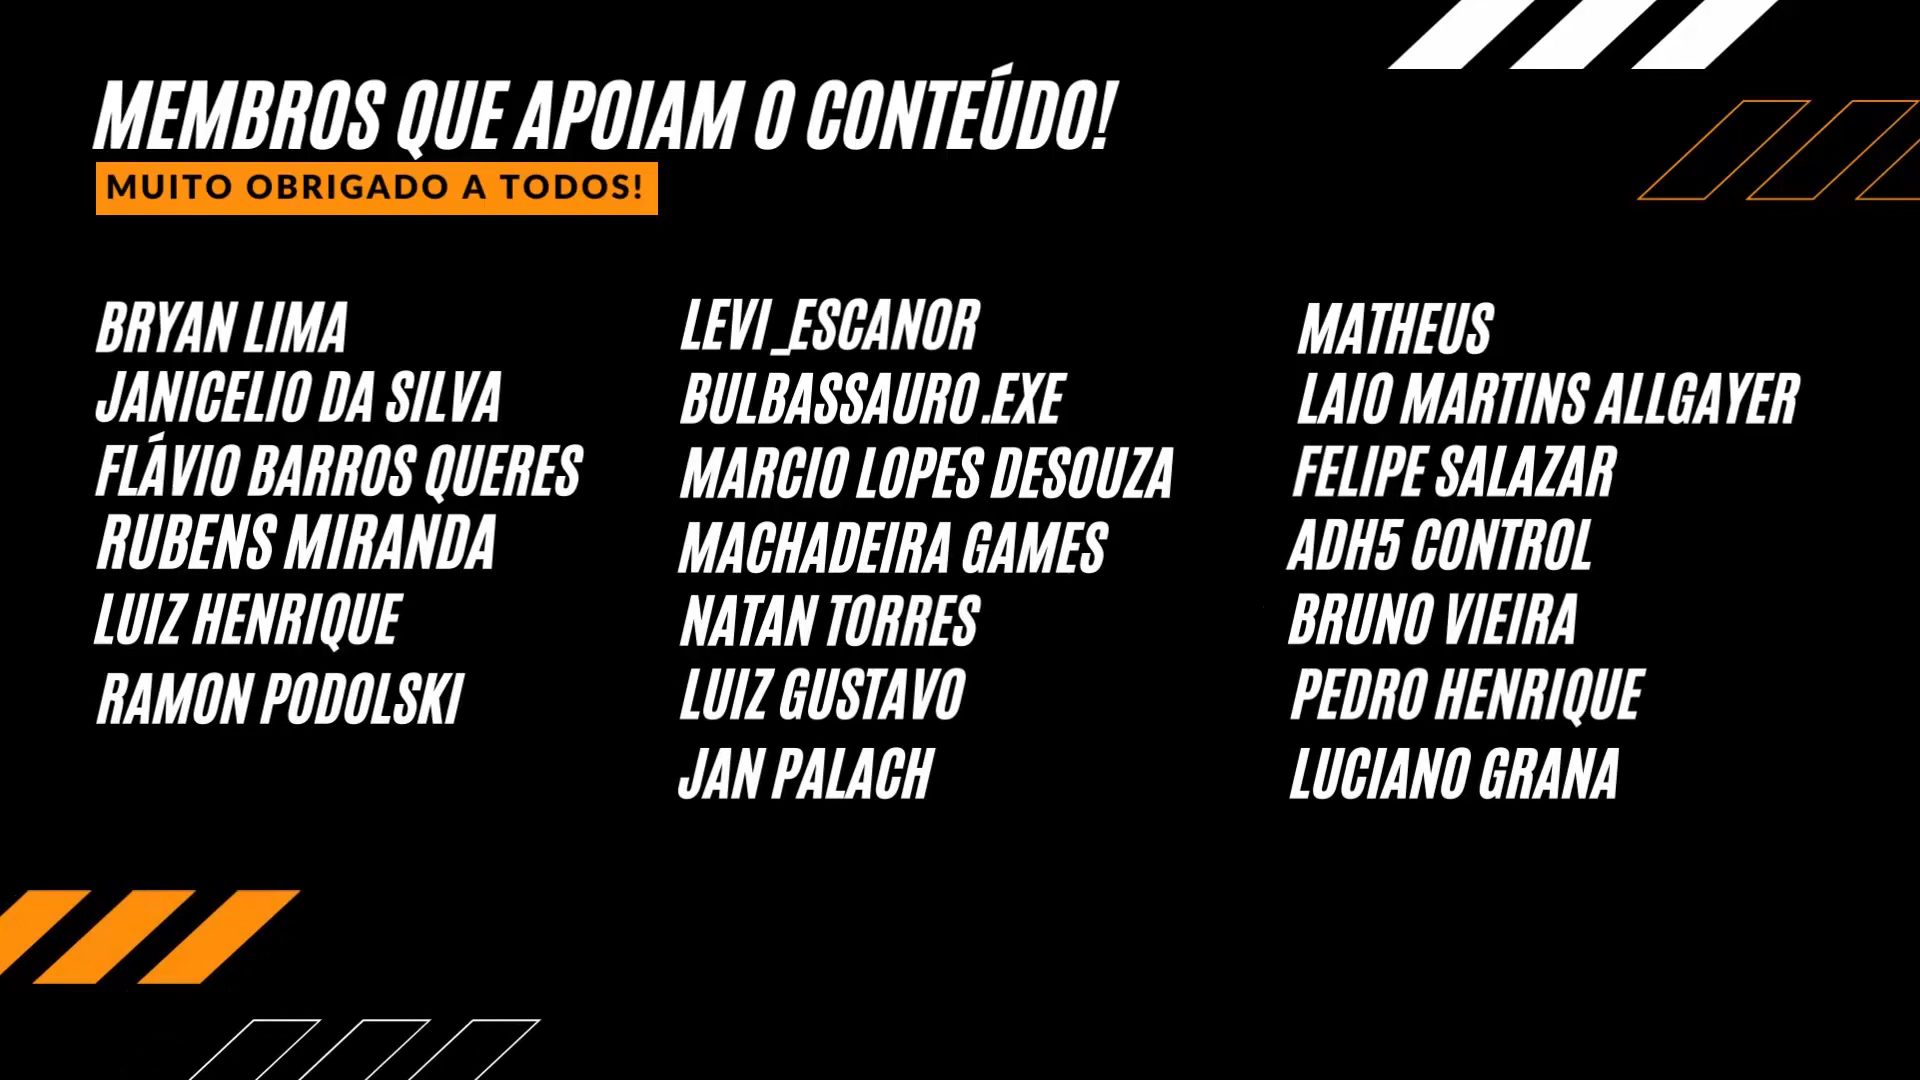 MEMBROS QUE APOIAM O CONTEÚDO!
MUITO OBRIGADO A TODOS!
BRYAN LIMA
JANICELIO DA SILVA
FLÁVIO BARROS QUERES
RUBENS MIRANDA
LUIZ HENRIQUE
RAMON PODOLSKI
LEVI_ESCANOR
BULBASSAURO.EXE
MARCIO LOPES DESOUZA
MACHADEIRA GAMES
NATAN TORRES
LUIZ GUSTAVO
JAN PALACH
MATHEUS
LAIO MARTINS ALLGAYER
FELIPE SALAZAR
ADH5 CONTROL
BRUNO VIEIRA
PEDRO HENRIQUE
LUCIANO GRANA